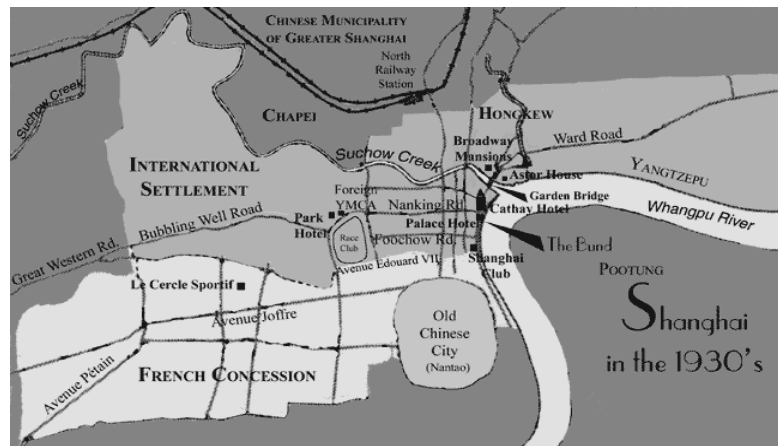 CHINESE MUNICIPALITY
OF GREATER SHANGHAI
North
Railway
Station
Suchow Creek
CHAPEI
HONGKEW
Broadway
Mansions
Ward Road
Suchow Creek
Astor House
YANGTZEPU
INTERNATIONAL
SETTLEMENT
Foreign
YMCA
Garden Bridge
Nanking Rd.
Cathay Hotel
Whangpu River
Park
Hotel
Palace Hotel
Bubbling Well Road
Race
Club
Foochow Rd.
The Bund
Great Western Rd.
Avenue Edouard VII
Shanghai
Club
POOTUNG
Le Cercle Sportif
Avenue Joffre
Old
Chinese
City
(Nantao)
Shanghai
in the 1930's
Avenue Pétain
FRENCH CONCESSION